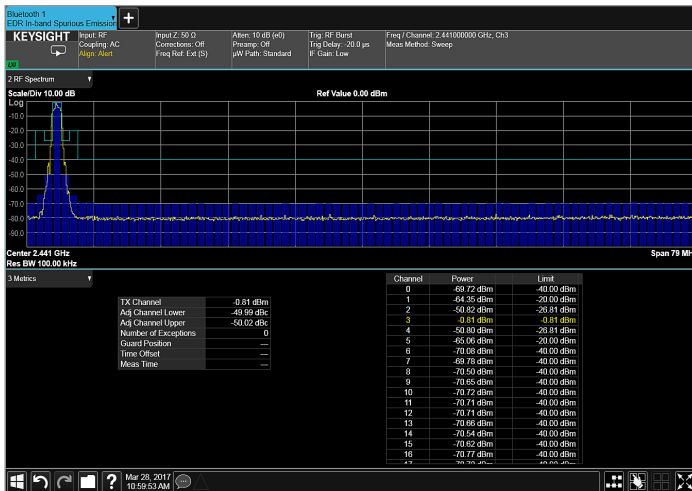 Bluetooth 1
EDR In-band Spurious Emission
KEYSIGHT
Input: RF
Coupling: AC
Align: Alert
Input Z: 50 Ω
Corrections: Off
Freq Ref: Ext (S)
Atten: 10 dB (e0)
Preamp: Off
µW Path: Standard
Trig: RF Burst
Trig Delay: -20.0 µs
IF Gain: Low
Freq / Channel: 2.441000000 GHz, Ch3
Meas Method: Sweep
2 RF Spectrum
Scale/Div 10.00 dB
Ref Value 0.00 dBm
Log
-10.0
-20.0
-30.0
-40.0
-50.0
-60.0
-70.0
-80.0
-90.0
Center 2.441 GHz
Span 79 MH
Res BW 100.00 kHz
3 Metrics
TX Channel -0.81 dBm
Adj Channel Lower -49.99 dBc
Adj Channel Upper -50.02 dBc
Number of Exceptions 0
Guard Position —
Time Offset —
Meas Time —
Channel Power Limit
0 -69.72 dBm -40.00 dBm
1 -64.35 dBm -20.00 dBm
2 -50.82 dBm -26.81 dBm
3 -0.81 dBm -0.81 dBm
4 -50.80 dBm -26.81 dBm
5 -65.06 dBm -20.00 dBm
6 -70.08 dBm -40.00 dBm
7 -69.78 dBm -40.00 dBm
8 -70.50 dBm -40.00 dBm
9 -70.65 dBm -40.00 dBm
10 -70.72 dBm -40.00 dBm
11 -70.71 dBm -40.00 dBm
12 -70.71 dBm -40.00 dBm
13 -70.66 dBm -40.00 dBm
14 -70.54 dBm -40.00 dBm
15 -70.62 dBm -40.00 dBm
16 -70.77 dBm -40.00 dBm
Mar 28, 2017
10:59:53 AM